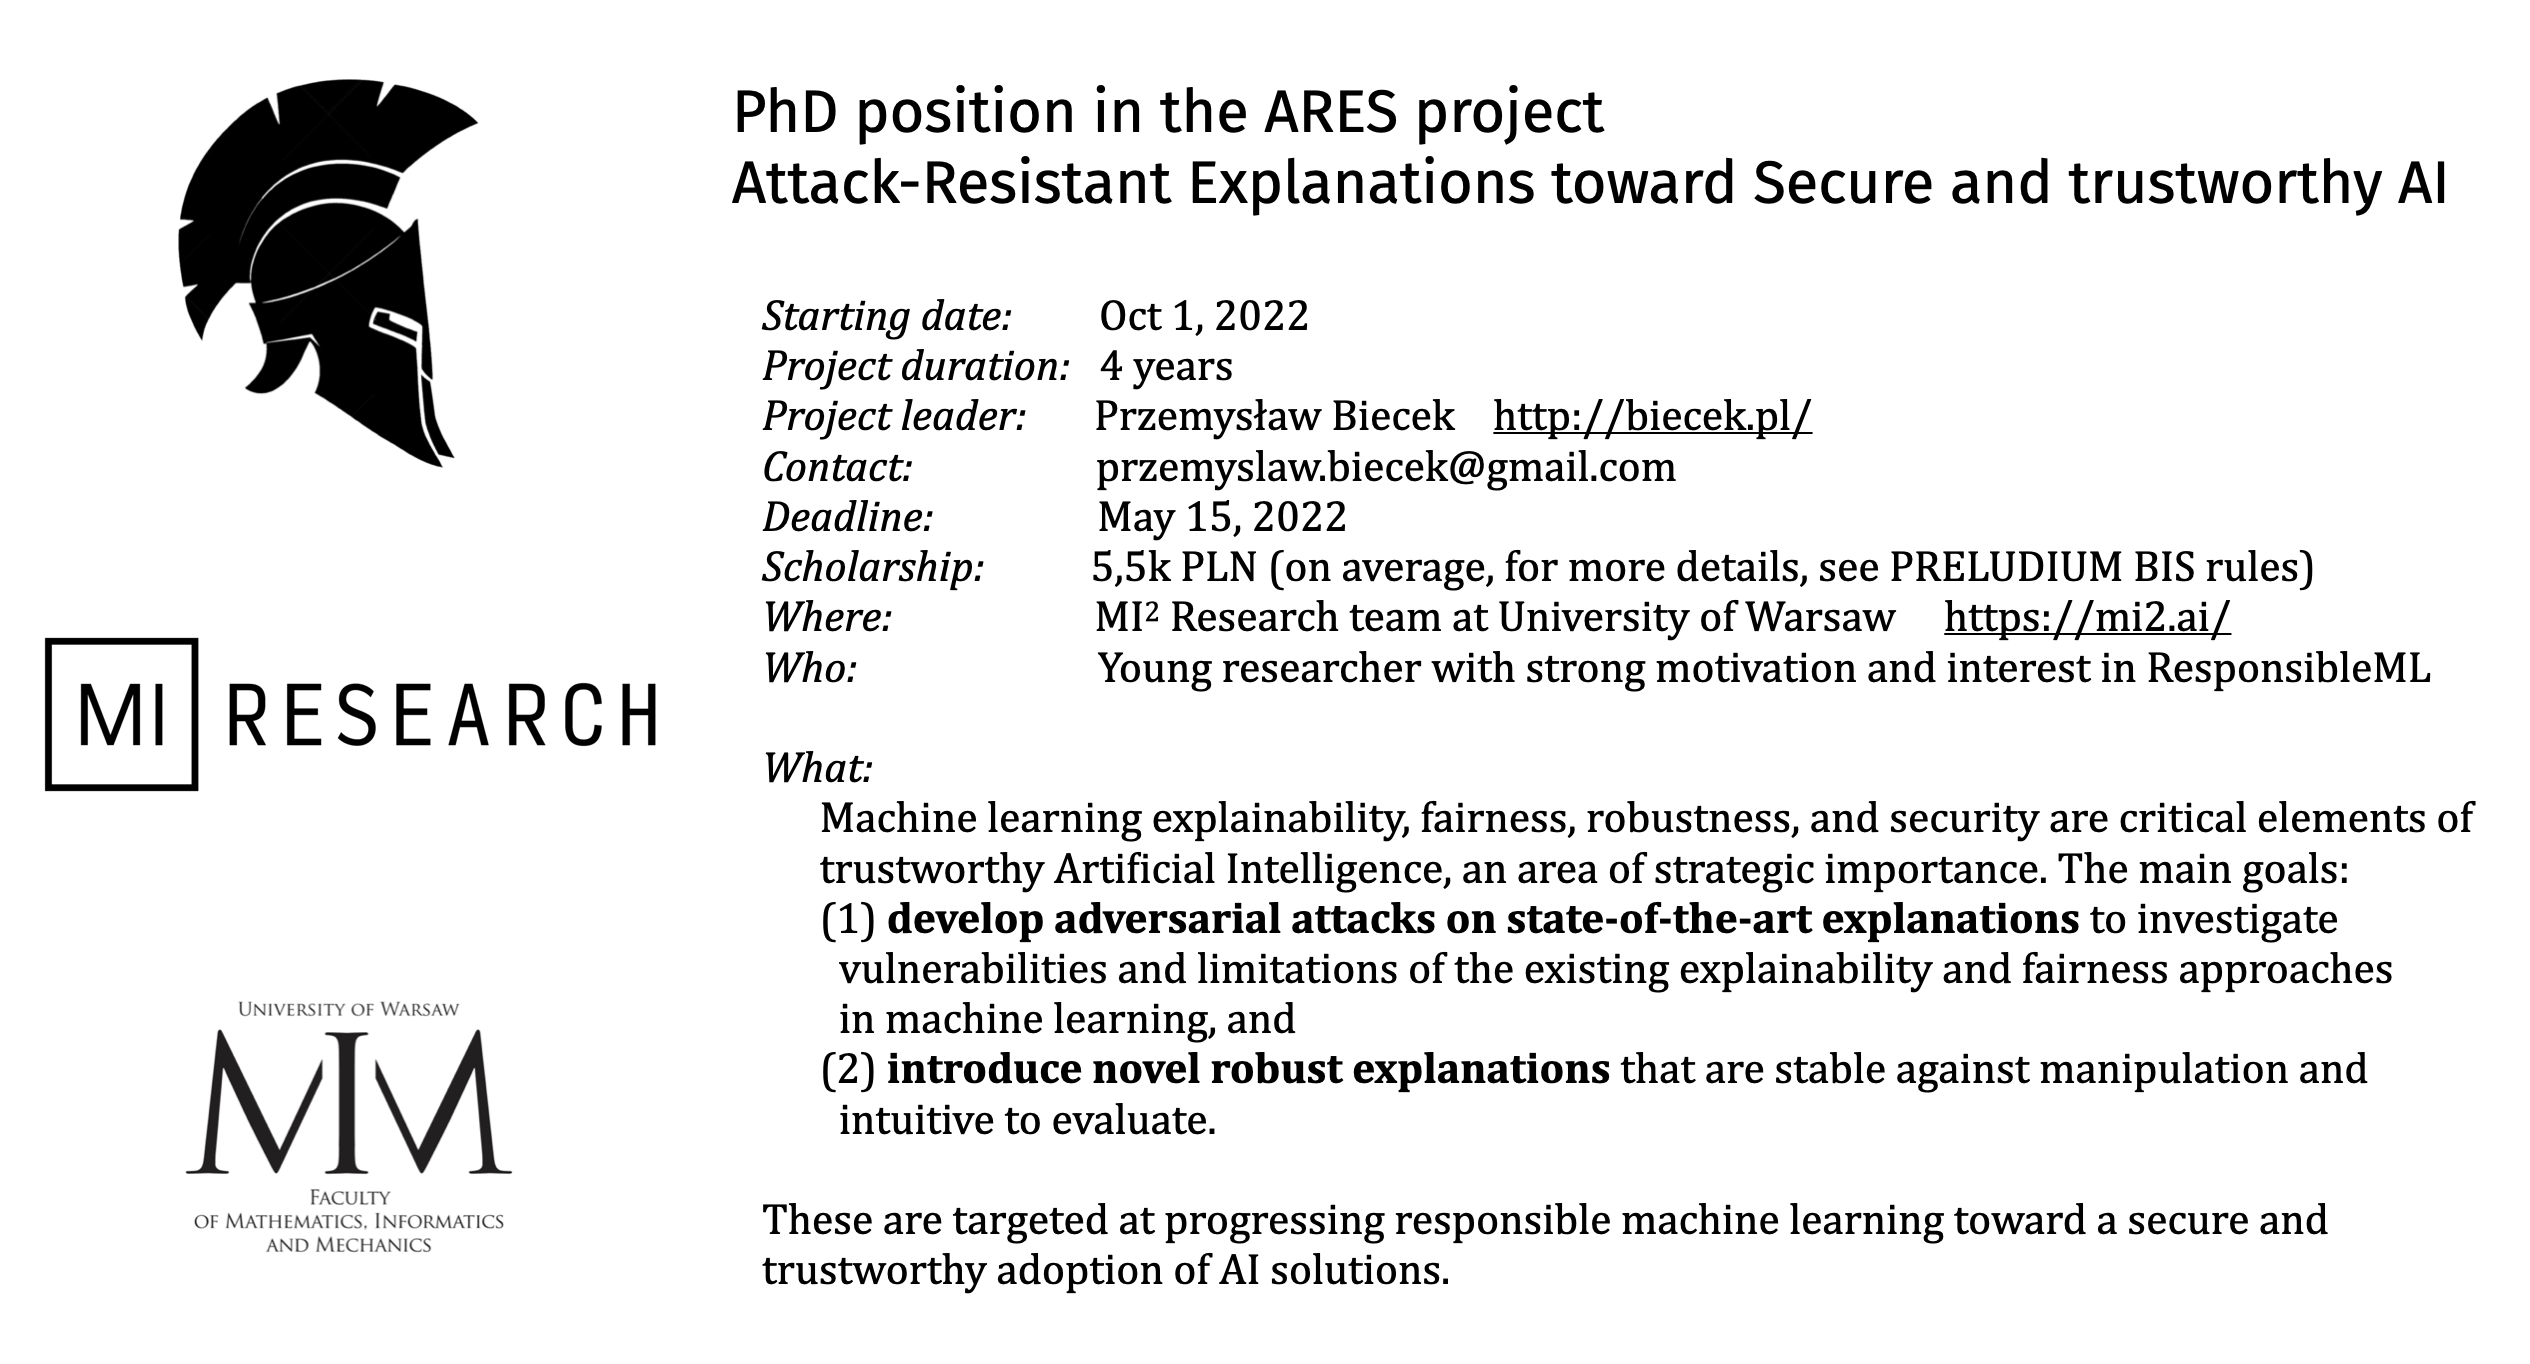 PhD position in the ARES project
Attack-Resistant Explanations toward Secure and trustworthy AI
Starting date: Oct 1, 2022
Project duration: 4 years
Project leader: Przemysław Biecek http://biecek.pl/
Contact: przemyslaw.biecek@gmail.com
Deadline: May 15, 2022
Scholarship: 5,5k PLN (on average, for more details, see PRELUDIUM BIS rules)
Where: MI² Research team at University of Warsaw https://mi2.ai/
Who: Young researcher with strong motivation and interest in ResponsibleML
What:
Machine learning explainability, fairness, robustness, and security are critical elements of
trustworthy Artificial Intelligence, an area of strategic importance. The main goals:
(1) develop adversarial attacks on state-of-the-art explanations to investigate
vulnerabilities and limitations of the existing explainability and fairness approaches
in machine learning, and
(2) introduce novel robust explanations that are stable against manipulation and
intuitive to evaluate.
These are targeted at progressing responsible machine learning toward a secure and
trustworthy adoption of AI solutions.
MI RESEARCH
UNIVERSITY OF WARSAW
MIM
FACULTY
OF MATHEMATICS, INFORMATICS
AND MECHANICS